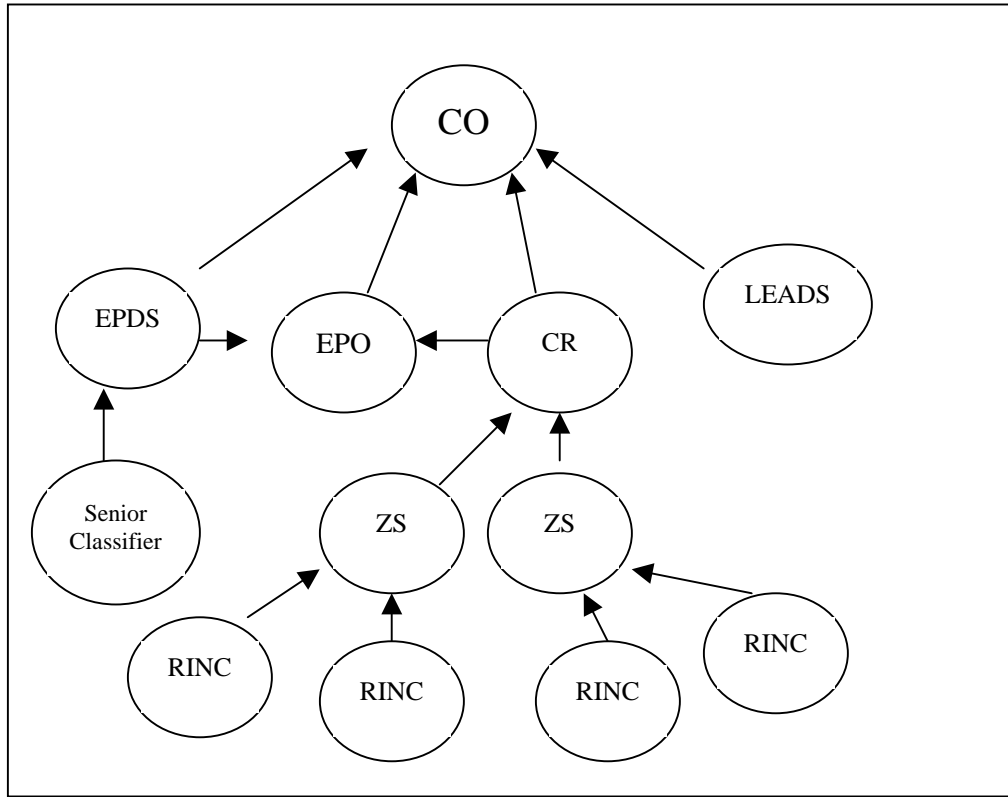 CO
LEADS
EPDS
EPO
CR
Senior
Classifier
ZS
ZS
RINC
RINC
RINC
RINC